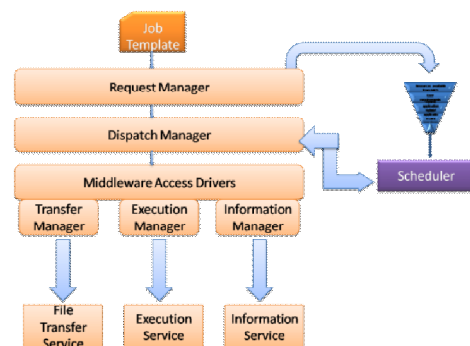 Job
Template
Request Manager
Dispatch Manager
Scheduler
Middleware Access Drivers
Transfer
Manager
Execution
Manager
Information
Manager
File
Transfer
Service
Execution
Service
Information
Service